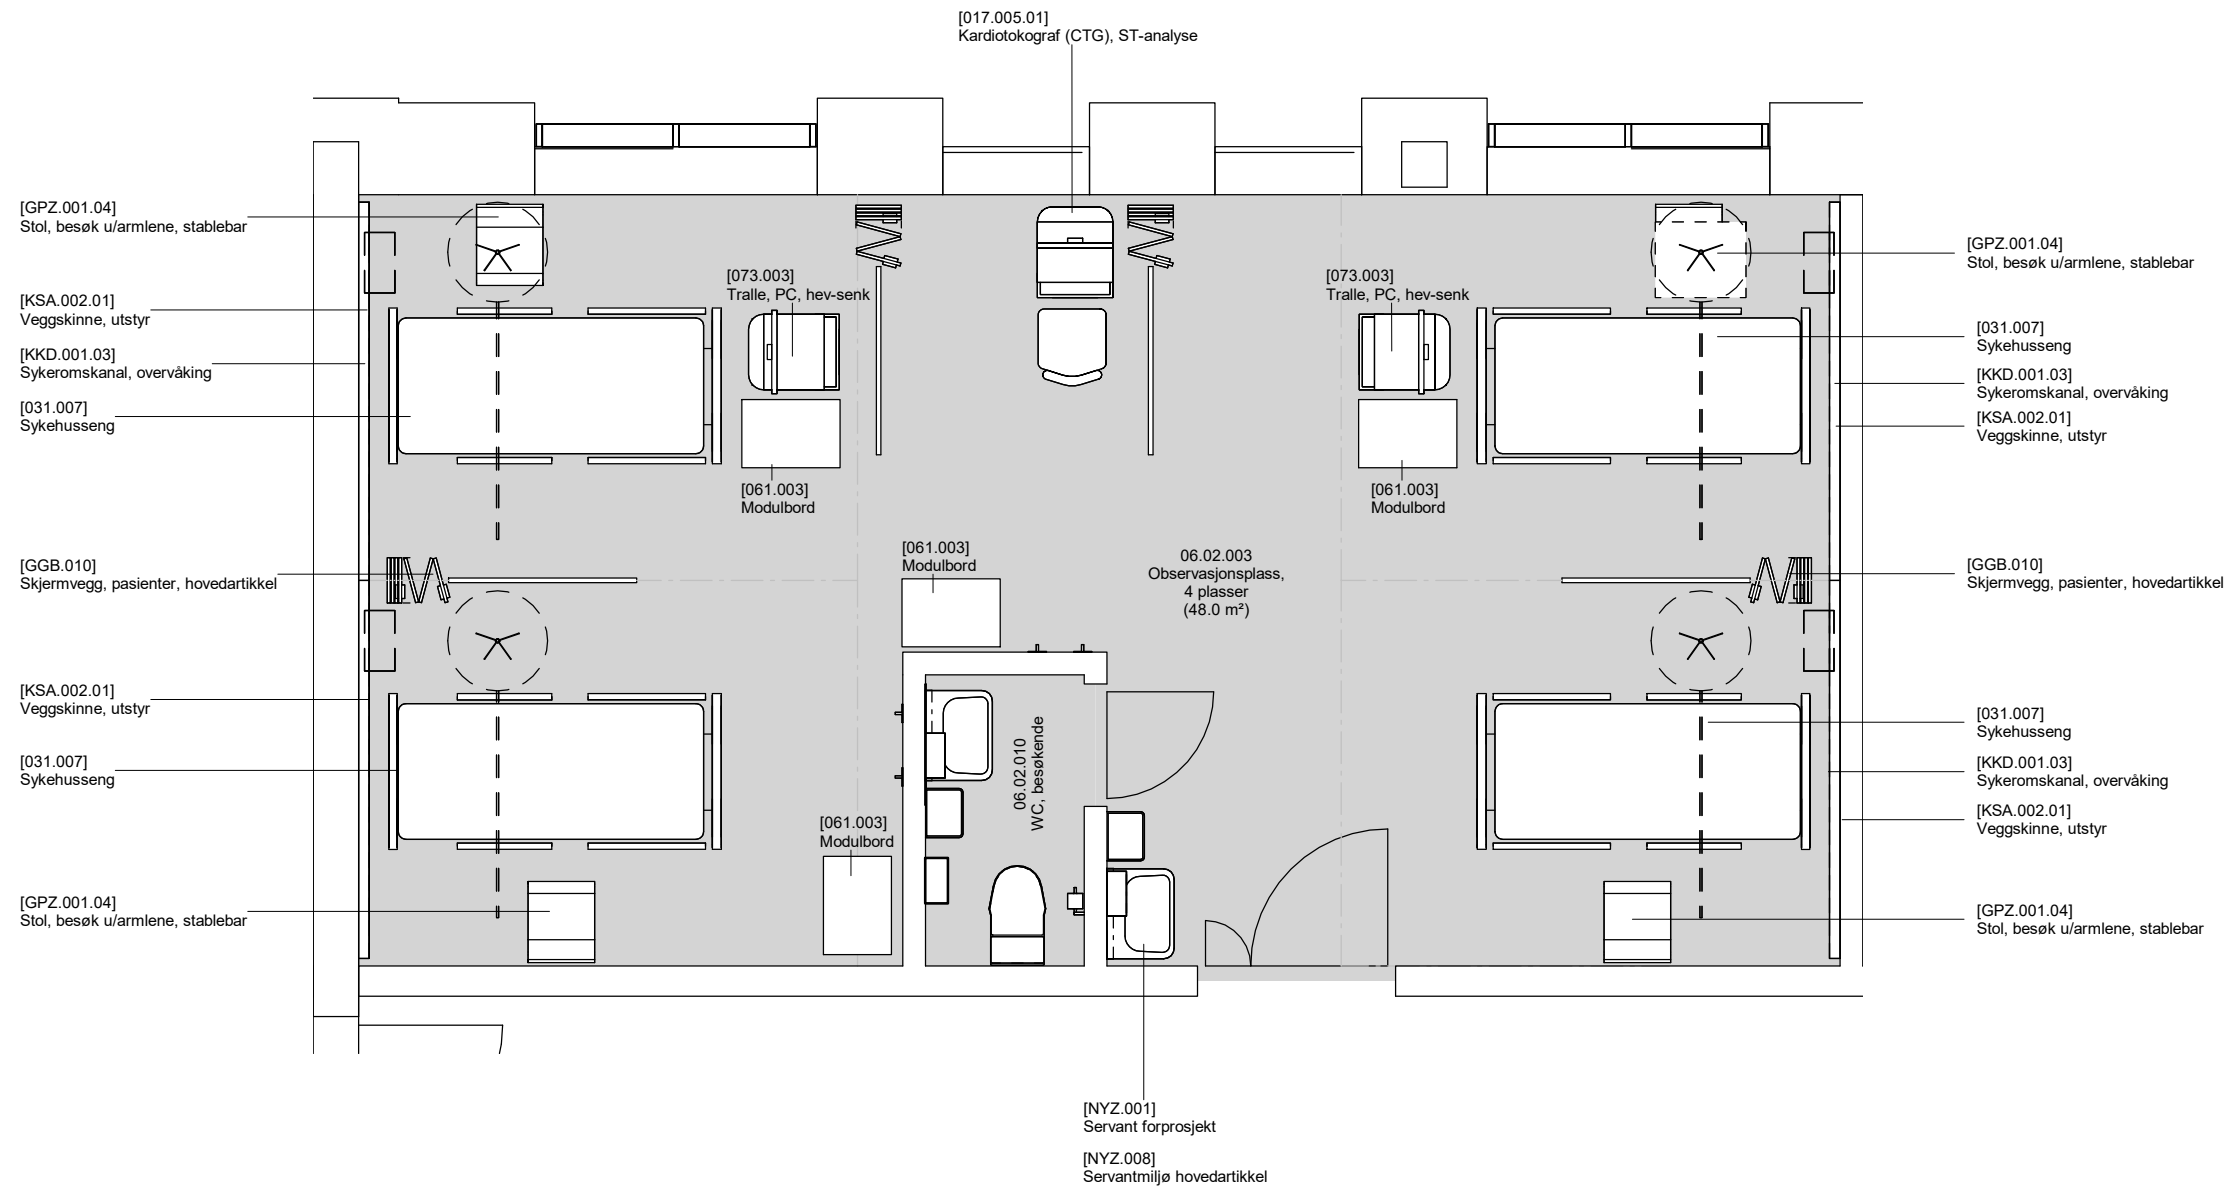 [017.005.01]
Kardiotokograf (CTG), ST-analyse
[GPZ.001.04]
Stol, besøk u/armlene, stablebar
[KSA.002.01]
Veggskinne, utstyr
[KKD.001.03]
Sykeromskanal, overvåking
[031.007]
Sykehusseng
[GGB.010]
Skjermvegg, pasienter, hovedartikkel
[KSA.002.01]
Veggskinne, utstyr
[031.007]
Sykehusseng
[GPZ.001.04]
Stol, besøk u/armlene, stablebar
[073.003]
Tralle, PC, hev-senk
[061.003]
Modulbord
[061.003]
Modulbord
[061.003]
Modulbord
06.02.010
WC, besøkende
06.02.003
Observasjonsplass,
4 plasser
(48.0 m²)
[073.003]
Tralle, PC, hev-senk
[061.003]
Modulbord
[GPZ.001.04]
Stol, besøk u/armlene, stablebar
[031.007]
Sykehusseng
[KKD.001.03]
Sykeromskanal, overvåking
[KSA.002.01]
Veggskinne, utstyr
[GGB.010]
Skjermvegg, pasienter, hovedartikkel
[031.007]
Sykehusseng
[KKD.001.03]
Sykeromskanal, overvåking
[KSA.002.01]
Veggskinne, utstyr
[GPZ.001.04]
Stol, besøk u/armlene, stablebar
[NYZ.001]
Servant forprosjekt
[NYZ.008]
Servantmiljø hovedartikkel